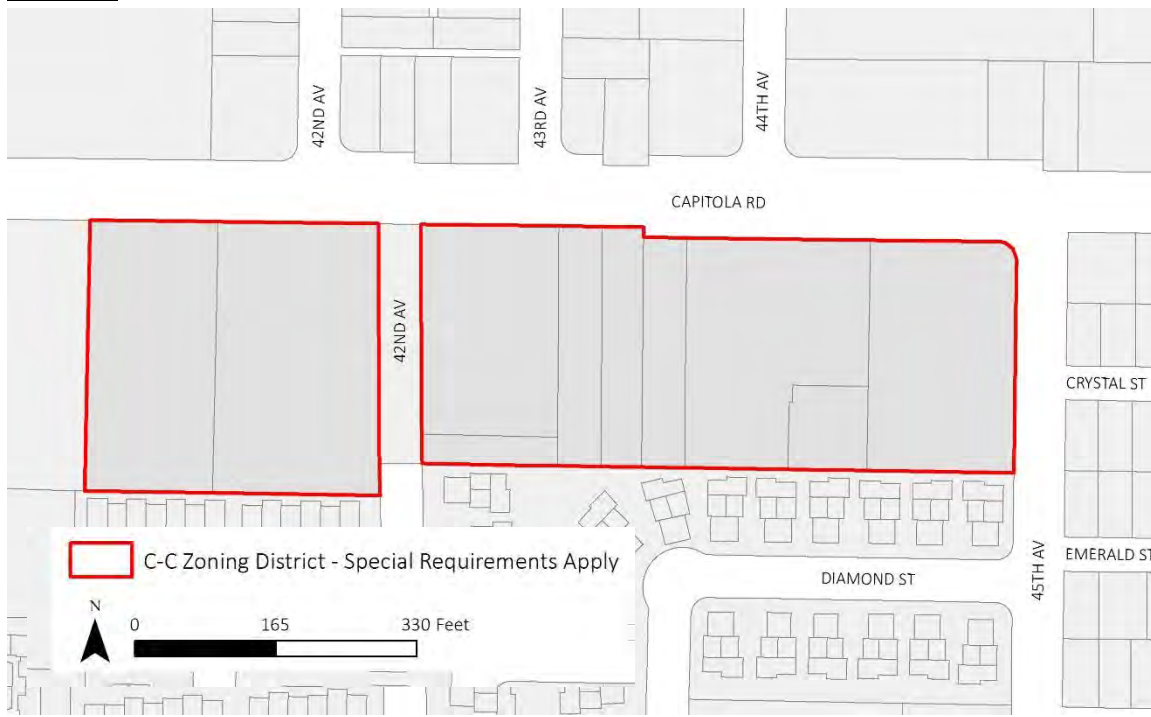 42ND AV
43RD AV
44TH AV
CAPITOLA RD
42ND AV
CRYSTAL ST
EMERALD ST
45TH AV
DIAMOND ST
C-C Zoning District - Special Requirements Apply
N
0 165 330 Feet